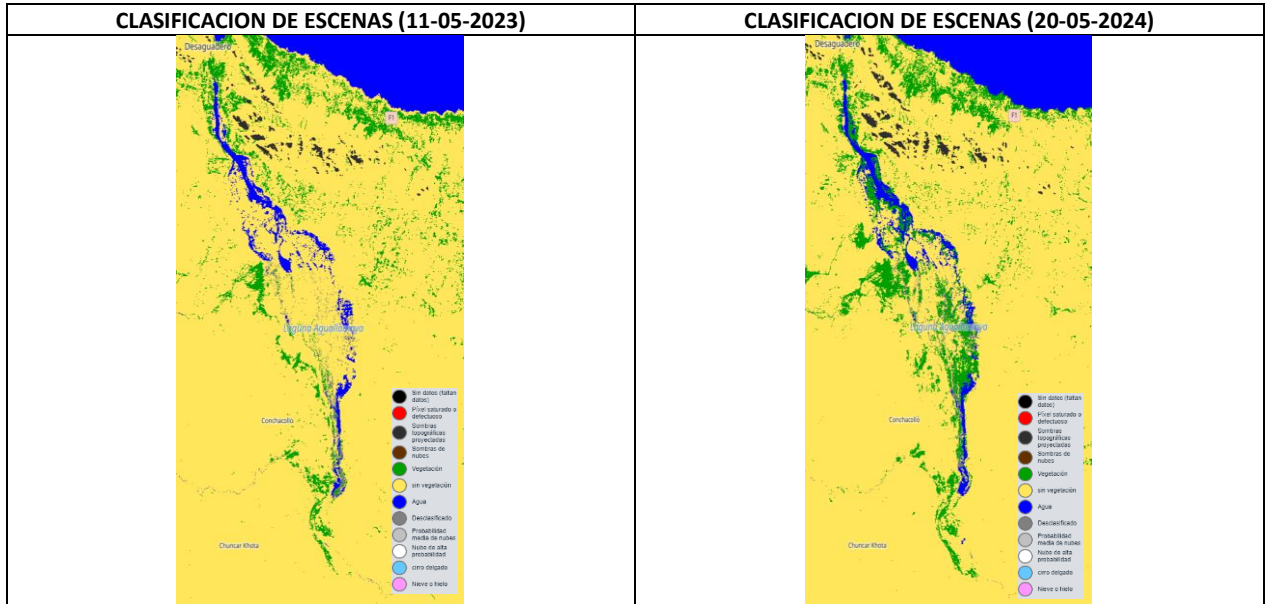 CLASIFICACION DE ESCENAS (11-05-2023)
CLASIFICACION DE ESCENAS (20-05-2024)
Desaguadero
F1
Laguna Aguallamaya
Conchacollo
Chuncar Khota
Sin datos (faltan
datos)
Píxel saturado o
defectuoso
Sombras
topográficas
proyectadas
Sombras de
nubes
Vegetación
sin vegetación
Agua
Desclasificado
Probabilidad
media de nubes
Nube de alta
probabilidad
cirro delgado
Nieve o hielo
Desaguadero
F1
Laguna Aguallamaya
Conchacollo
Chuncar Khota
Sin datos (faltan
datos)
Píxel saturado o
defectuoso
Sombras
topográficas
proyectadas
Sombras de
nubes
Vegetación
sin vegetación
Agua
Desclasificado
Probabilidad
media de nubes
Nube de alta
probabilidad
cirro delgado
Nieve o hielo